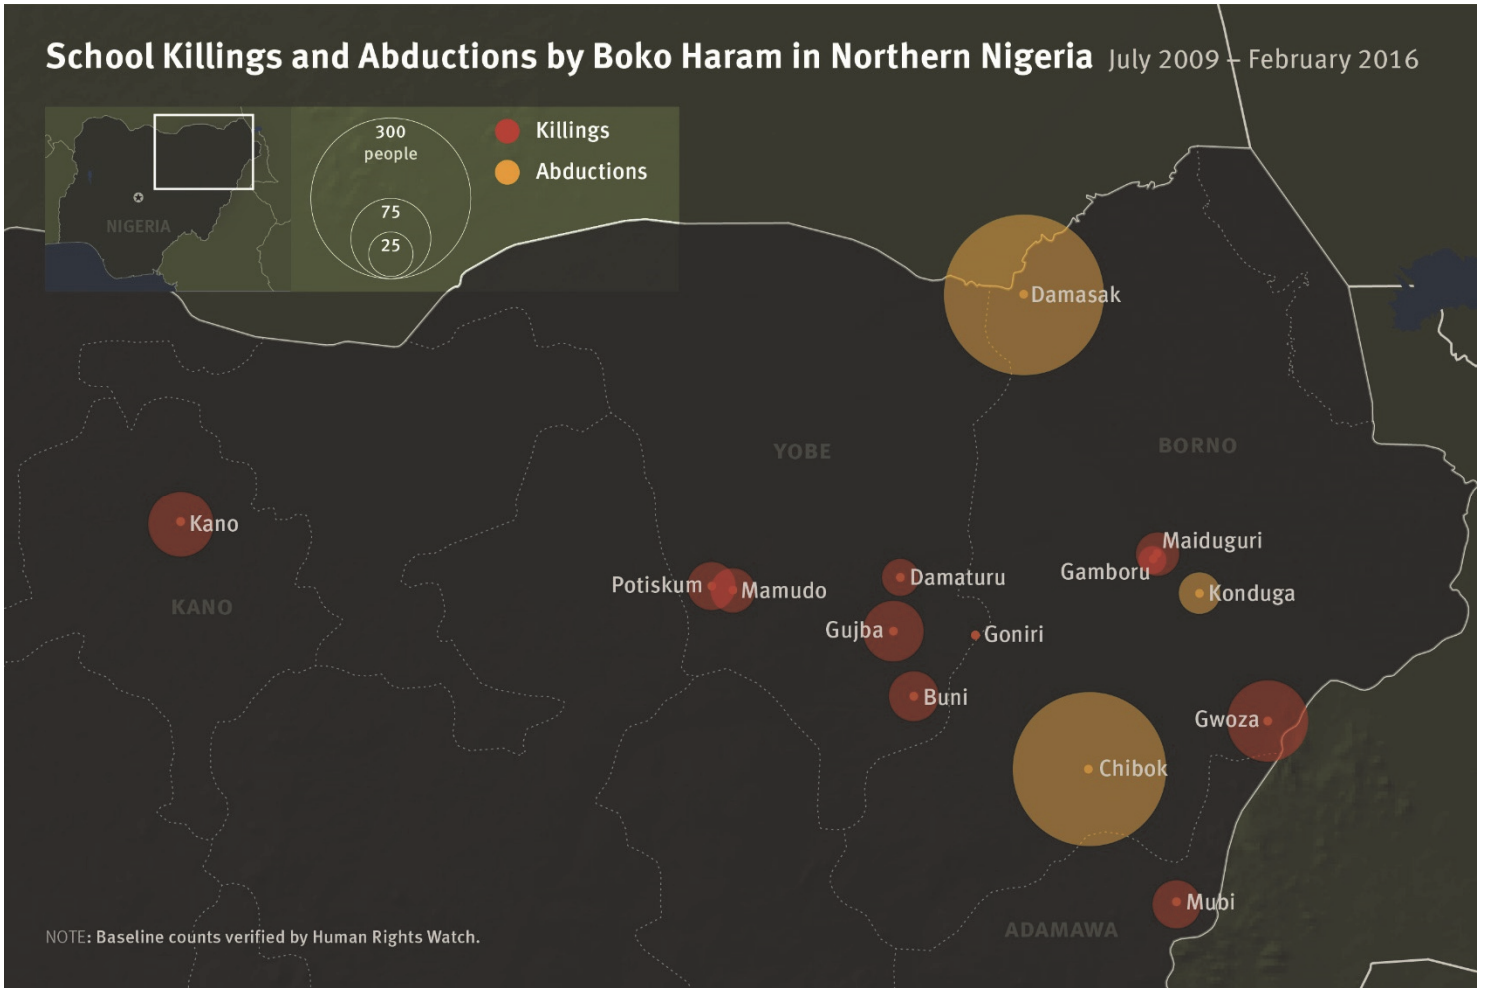 School Killings and Abductions by Boko Haram in Northern Nigeria July 2009 – February 2016
300
people
75
25
Killings
Abductions
NIGERIA
Damasak
YOBE
BORNO
Kano
KANO
Maiduguri
Gamboru
Konduga
Potiskum
Mamudo
Damaturu
Gujba
Goniri
Buni
Gwoza
Chibok
Mubi
ADAMAWA
NOTE: Baseline counts verified by Human Rights Watch.